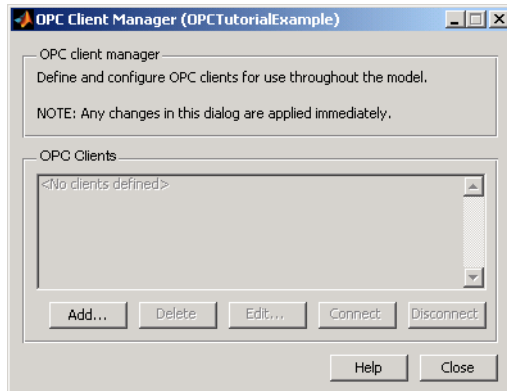 OPC Client Manager (OPCTutorialExample)
OPC client manager
Define and configure OPC clients for use throughout the model.
NOTE: Any changes in this dialog are applied immediately.
OPC Clients
<No clients defined>
Add... Delete Edit... Connect Disconnect
Help Close